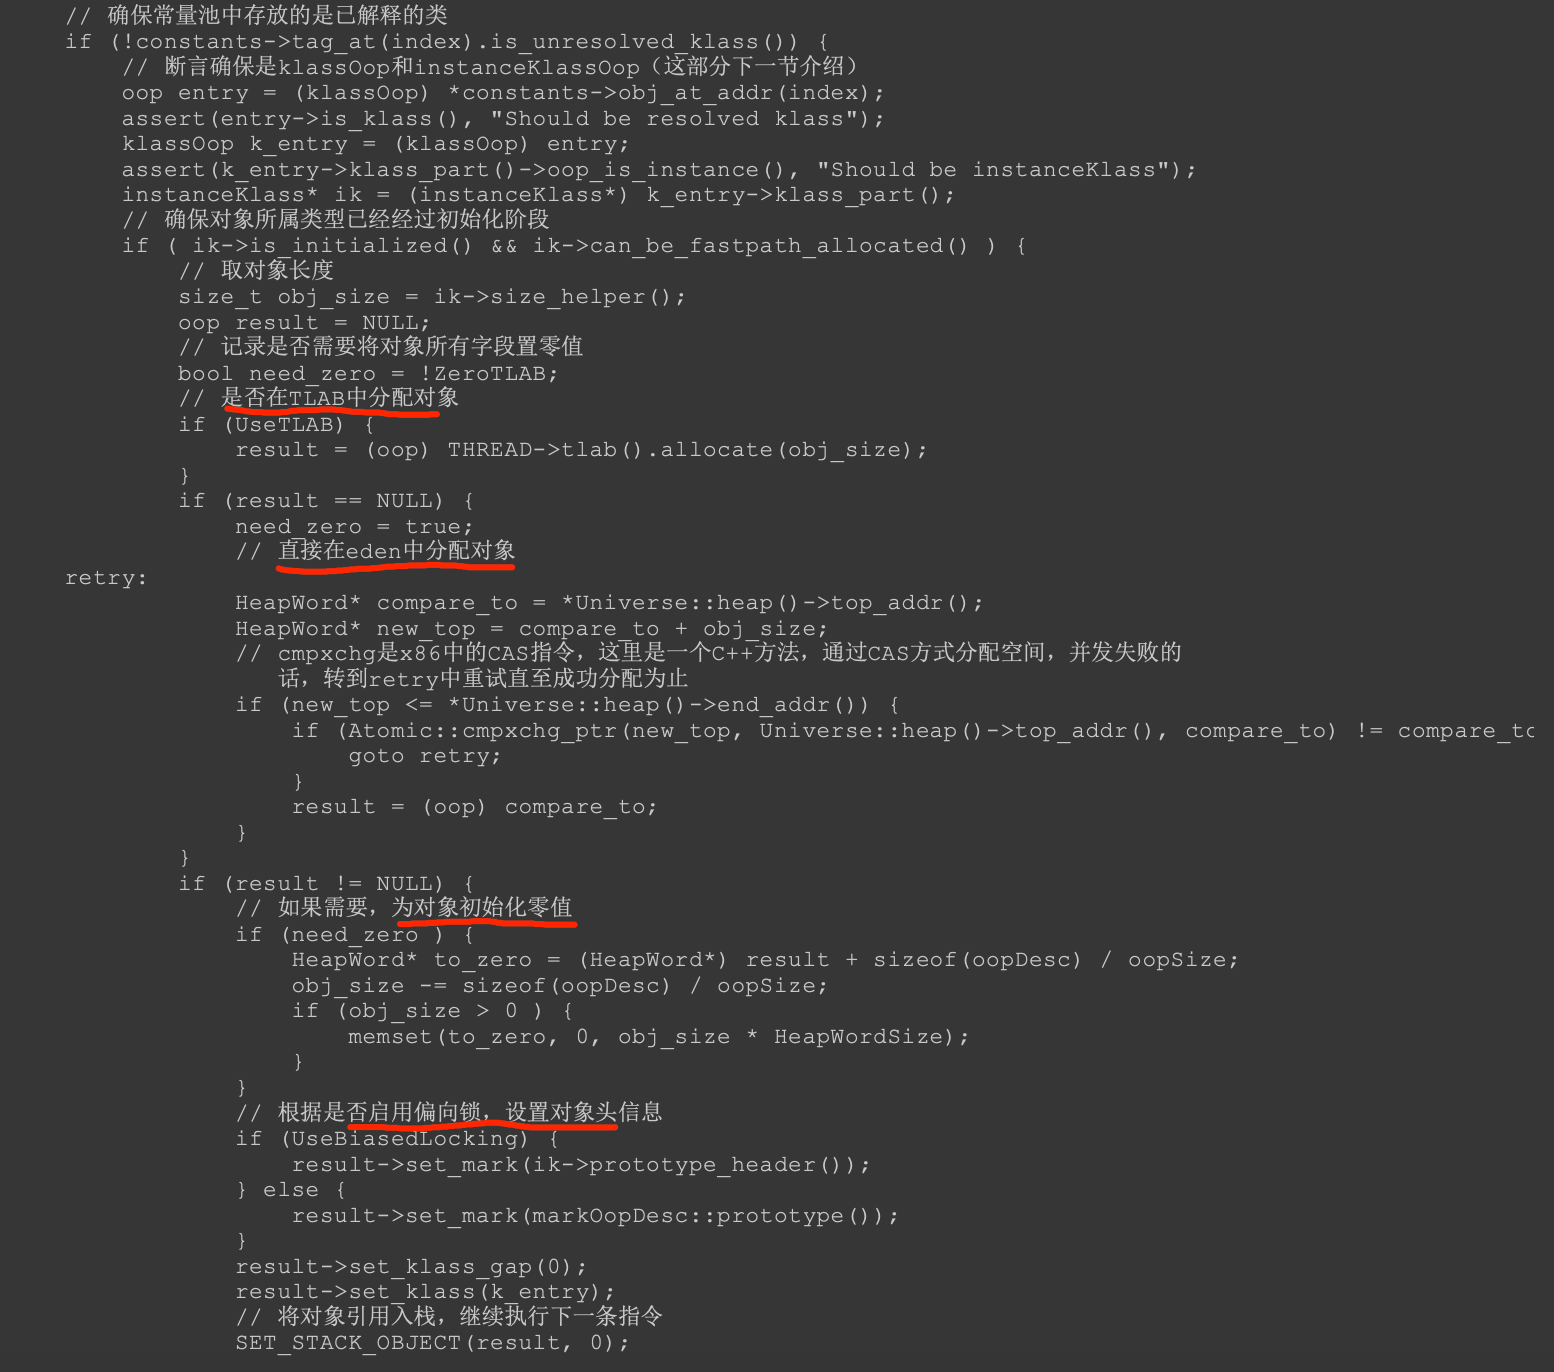 // 确保常量池中存放的是已解释的类
if (!constants->tag_at(index).is_unresolved_klass()) {
// 断言确保是klassOop和instanceKlassOop（这部分下一节介绍）
oop entry = (klassOop) *constants->obj_at_addr(index);
assert(entry->is_klass(), "Should be resolved klass");
klassOop k_entry = (klassOop) entry;
assert(k_entry->klass_part()->oop_is_instance(), "Should be instanceKlass");
instanceKlass* ik = (instanceKlass*) k_entry->klass_part();
// 确保对象所属类型已经经过初始化阶段
if ( ik->is_initialized() && ik->can_be_fastpath_allocated() ) {
// 取对象长度
size_t obj_size = ik->size_helper();
oop result = NULL;
// 记录是否需要将对象所有字段置零值
bool need_zero = !ZeroTLAB;
// 是否在TLAB中分配对象
if (UseTLAB) {
result = (oop) THREAD->tlab().allocate(obj_size);
}
if (result == NULL) {
need_zero = true;
// 直接在eden中分配对象
retry:
HeapWord* compare_to = *Universe::heap()->top_addr();
HeapWord* new_top = compare_to + obj_size;
// cmpxchg是x86中的CAS指令，这里是一个C++方法，通过CAS方式分配空间，并发失败的
话，转到retry中重试直至成功分配为止
if (new_top <= *Universe::heap()->end_addr()) {
if (Atomic::cmpxchg_ptr(new_top, Universe::heap()->top_addr(), compare_to) != compare_to
goto retry;
}
result = (oop) compare_to;
}
}
if (result != NULL) {
// 如果需要，为对象初始化零值
if (need_zero ) {
HeapWord* to_zero = (HeapWord*) result + sizeof(oopDesc) / oopSize;
obj_size -= sizeof(oopDesc) / oopSize;
if (obj_size > 0 ) {
memset(to_zero, 0, obj_size * HeapWordSize);
}
}
// 根据是否启用偏向锁，设置对象头信息
if (UseBiasedLocking) {
result->set_mark(ik->prototype_header());
} else {
result->set_mark(markOopDesc::prototype());
}
result->set_klass_gap(0);
result->set_klass(k_entry);
// 将对象引用入栈，继续执行下一条指令
SET_STACK_OBJECT(result, 0);